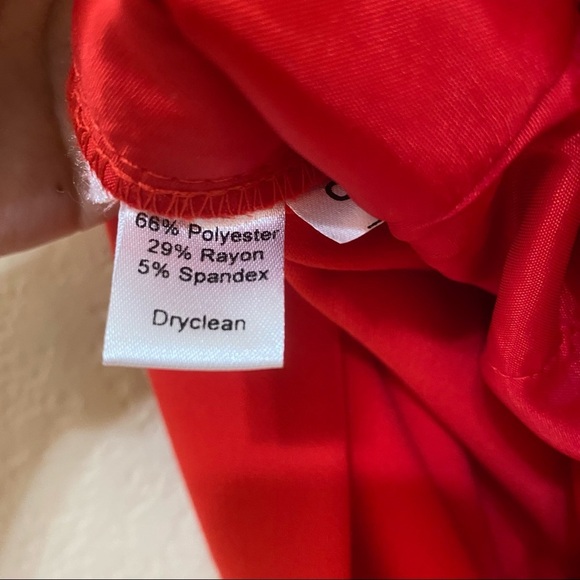 66% Polyester
29% Rayon
5% Spandex
Dryclean